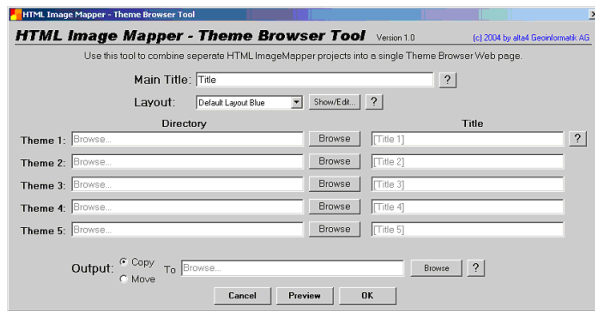 HTML Image Mapper - Theme Browser Tool
HTML Image Mapper - Theme Browser Tool Version 1.0 (c) 2004 by alta4 Geoinformatik AG
Use this tool to combine seperate HTML ImageMapper projects into a single Theme Browser Web page.
Main Title: Title ?
Layout: Default Layout Blue Show/Edit... ?
Directory Title
Theme 1: Browse... Browse [Title 1] ?
Theme 2: Browse... Browse [Title 2]
Theme 3: Browse... Browse [Title 3]
Theme 4: Browse... Browse [Title 4]
Theme 5: Browse... Browse [Title 5]
Output: Copy To Browse... Browse ?
Move
Cancel Preview OK